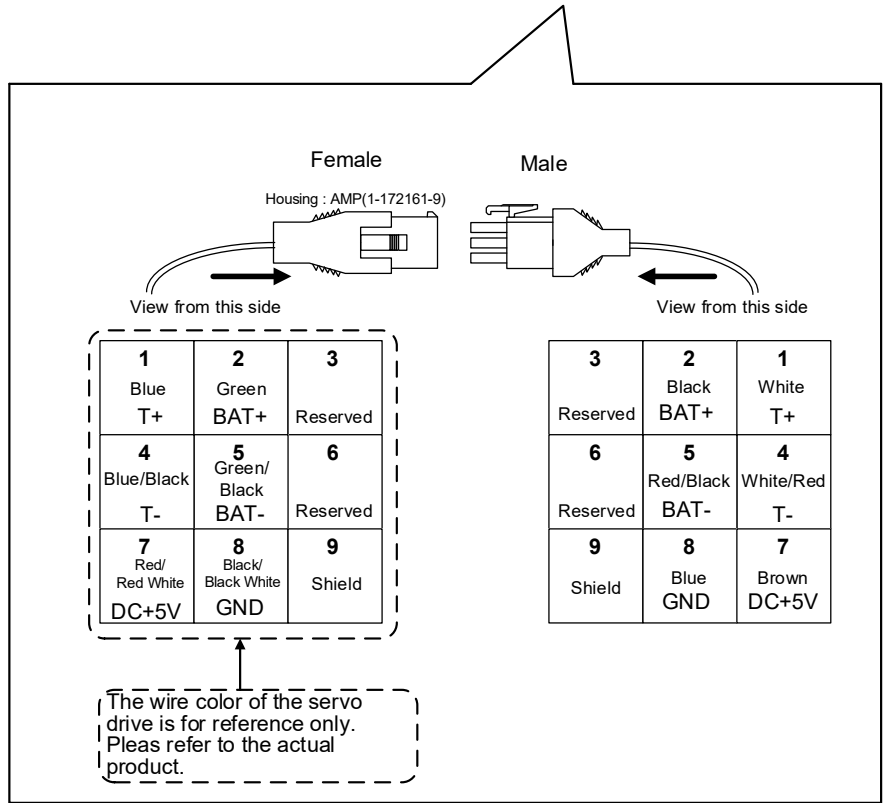 Female
Male
Housing : AMP(1-172161-9)
View from this side
View from this side
1
Blue
T+
2
Green
BAT+
3
Reserved
4
Blue/Black
T-
5
Green/
Black
BAT-
6
Reserved
7
Red/
Red White
DC+5V
8
Black/
Black White
GND
9
Shield
3
Reserved
2
Black
BAT+
1
White
T+
6
Reserved
5
Red/Black
BAT-
4
White/Red
T-
9
Shield
8
Blue
GND
7
Brown
DC+5V
The wire color of the servo
drive is for reference only.
Pleas refer to the actual
product.